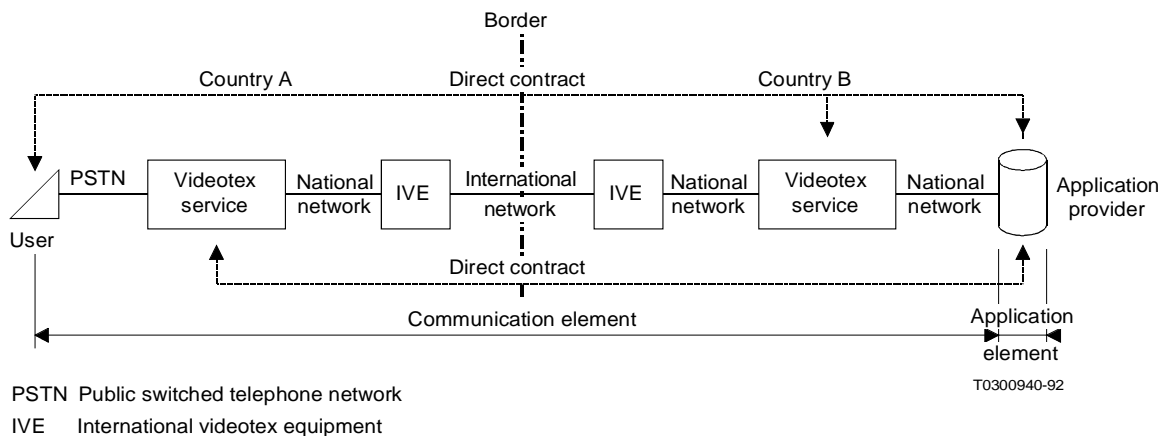 Border
Country A
Direct contract
Country B
PSTN
Videotex
service
National
network
IVE
International
network
IVE
National
network
Videotex
service
National
network
Application
provider
User
Direct contract
Communication element
Application
element
T0300940-92
PSTN Public switched telephone network
IVE International videotex equipment